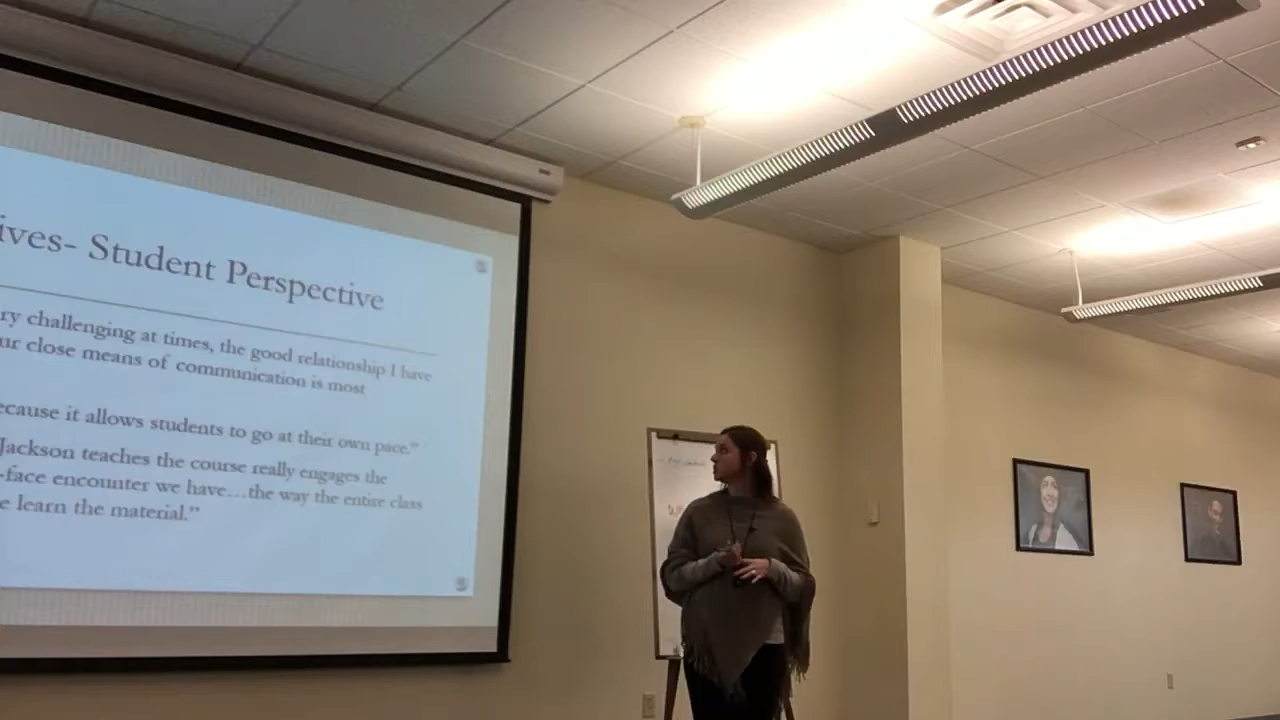 ives- Student Perspective
ry challenging at times, the good relationship I have
ur close means of communication is most
ecause it allows students to go at their own pace."
Jackson teaches the course really engages the
-face encounter we have…the way the entire class
e learn the material."